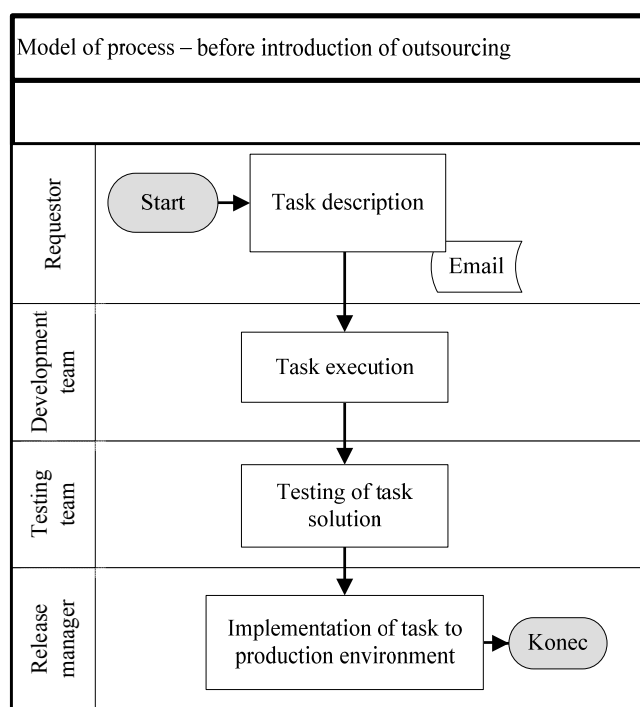 Model of process – before introduction of outsourcing
Requestor
Start
Task description
Email
Development
team
Task execution
Testing
team
Testing of task
solution
Release
manager
Implementation of task to
production environment
Konec